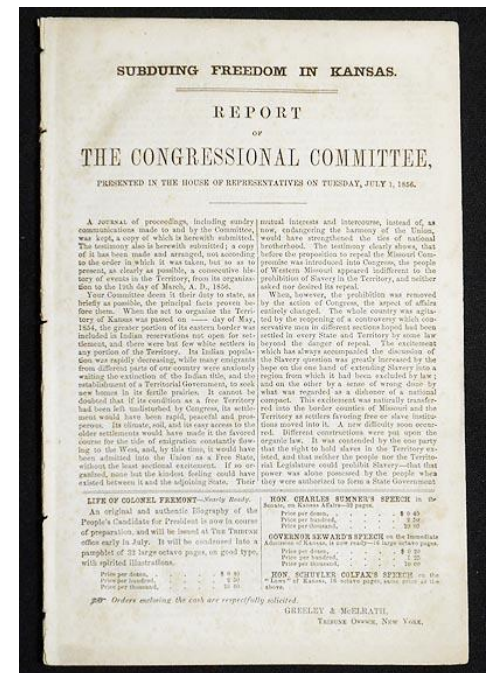 SUBDUING FREEDOM IN KANSAS.
REPORT
OF
THE CONGRESSIONAL COMMITTEE,
PRESENTED IN THE HOUSE OF REPRESENTATIVES ON TUESDAY, JULY 1, 1856.
A JOURNAL of proceedings, including sundry
communications made to and by the Committee,
was kept, a copy of which is herewith submitted.
The testimony also is herewith submitted; a copy
of it has been made and arranged, not according
to the order in which it was taken, but so as to
present, as clearly as possible, a consecutive his-
tory of events in the Territory, from its organiza-
tion to the 19th day of March, A. D., 1856.
Your Committee deem it their duty to state, as
briefly as possible, the principal facts proven be-
fore them. When the act to organize the Terri-
tory of Kansas was passed on —— day of May,
1854, the greater portion of its eastern border was
included in Indian reservations not open for set-
tlement, and there were but few white settlers in
any portion of the Territory. Its Indian popula-
tion was rapidly decreasing, while many emigrants
from different parts of our country were anxiously
waiting the extinction of the Indian title, and the
establishment of a Territorial Government, to seek
new homes in its fertile prairies. It cannot be
doubted that if its condition as a free Territory
had been left undisturbed by Congress, its settle-
ment would have been rapid, peaceful and pros-
perous. Its climate, soil, and its easy access to the
older settlements would have made it the favored
course for the tide of emigration constantly flow-
ing to the West, and, by this time, it would have
been admitted into the Union as a Free State,
without the least sectional excitement. If so or-
ganized, none but the kindest feeling could have
existed between it and the adjoining State. Their
mutual interests and intercourse, instead of, as
now, endangering the harmony of the Union,
would have strengthened the ties of national
brotherhood. The testimony clearly shows, that
before the proposition to repeal the Missouri Com-
promise was introduced into Congress, the people
of Western Missouri appeared indifferent to the
prohibition of Slavery in the Territory, and neither
asked nor desired its repeal.
When, however, the prohibition was removed
by the action of Congress, the aspect of affairs
entirely changed. The whole country was agita-
ted by the reopening of a controversy which con-
servative men in different sections hoped had been
settled in every State and Territory by some law
beyond the danger of repeal. The excitement
which has always accompanied the discussion of
the Slavery question was greatly increased by the
hope on the one hand of extending Slavery into a
region from which it had been excluded by law;
and on the other by a sense of wrong done by
what was regarded as a dishonor of a national
compact. This excitement was naturally transfer-
red into the border counties of Missouri and the
Territory as settlers favoring free or slave institu-
tions moved into it. A new difficulty soon occur-
red. Different constructions were put upon the
organic law. It was contended by the one party
that the right to hold slaves in the Territory ex-
isted, and that neither the people nor the Territo-
rial Legislature could prohibit Slavery—that that
power was alone possessed by the people when
they were authorized to form a State Government
LIFE OF COLONEL FREMONT—Nearly Ready.
An original and authentic Biography of the
People's Candidate for President is now in course
of preparation, and will be issued at THE TRIBUNE
office early in July. It will be condensed into a
pamphlet of 32 large octavo pages, on good type,
with spirited illustrations.
Price per dozen,
Price per hundred,
Price per thousand,
Orders enclosing the cash are respectfully solicited.
HON. CHARLES SUMNER'S SPEECH in the
Senate, on Kansas Affairs—32 pages.
Price per dozen,
Price per hundred,
Price per thousand,
GOVERNOR SEWARD'S SPEECH on the Immediate
Admission of Kansas, is now ready—16 large octavo pages.
Price per dozen,
Price per hundred,
Price per thousand,
HON. SCHUYLER COLFAX'S SPEECH on the
"Laws" of Kansas, 16 octavo pages, same price as the
above.
GREELEY & McELRATH,
TRIBUNE OFFICE, NEW YORK.